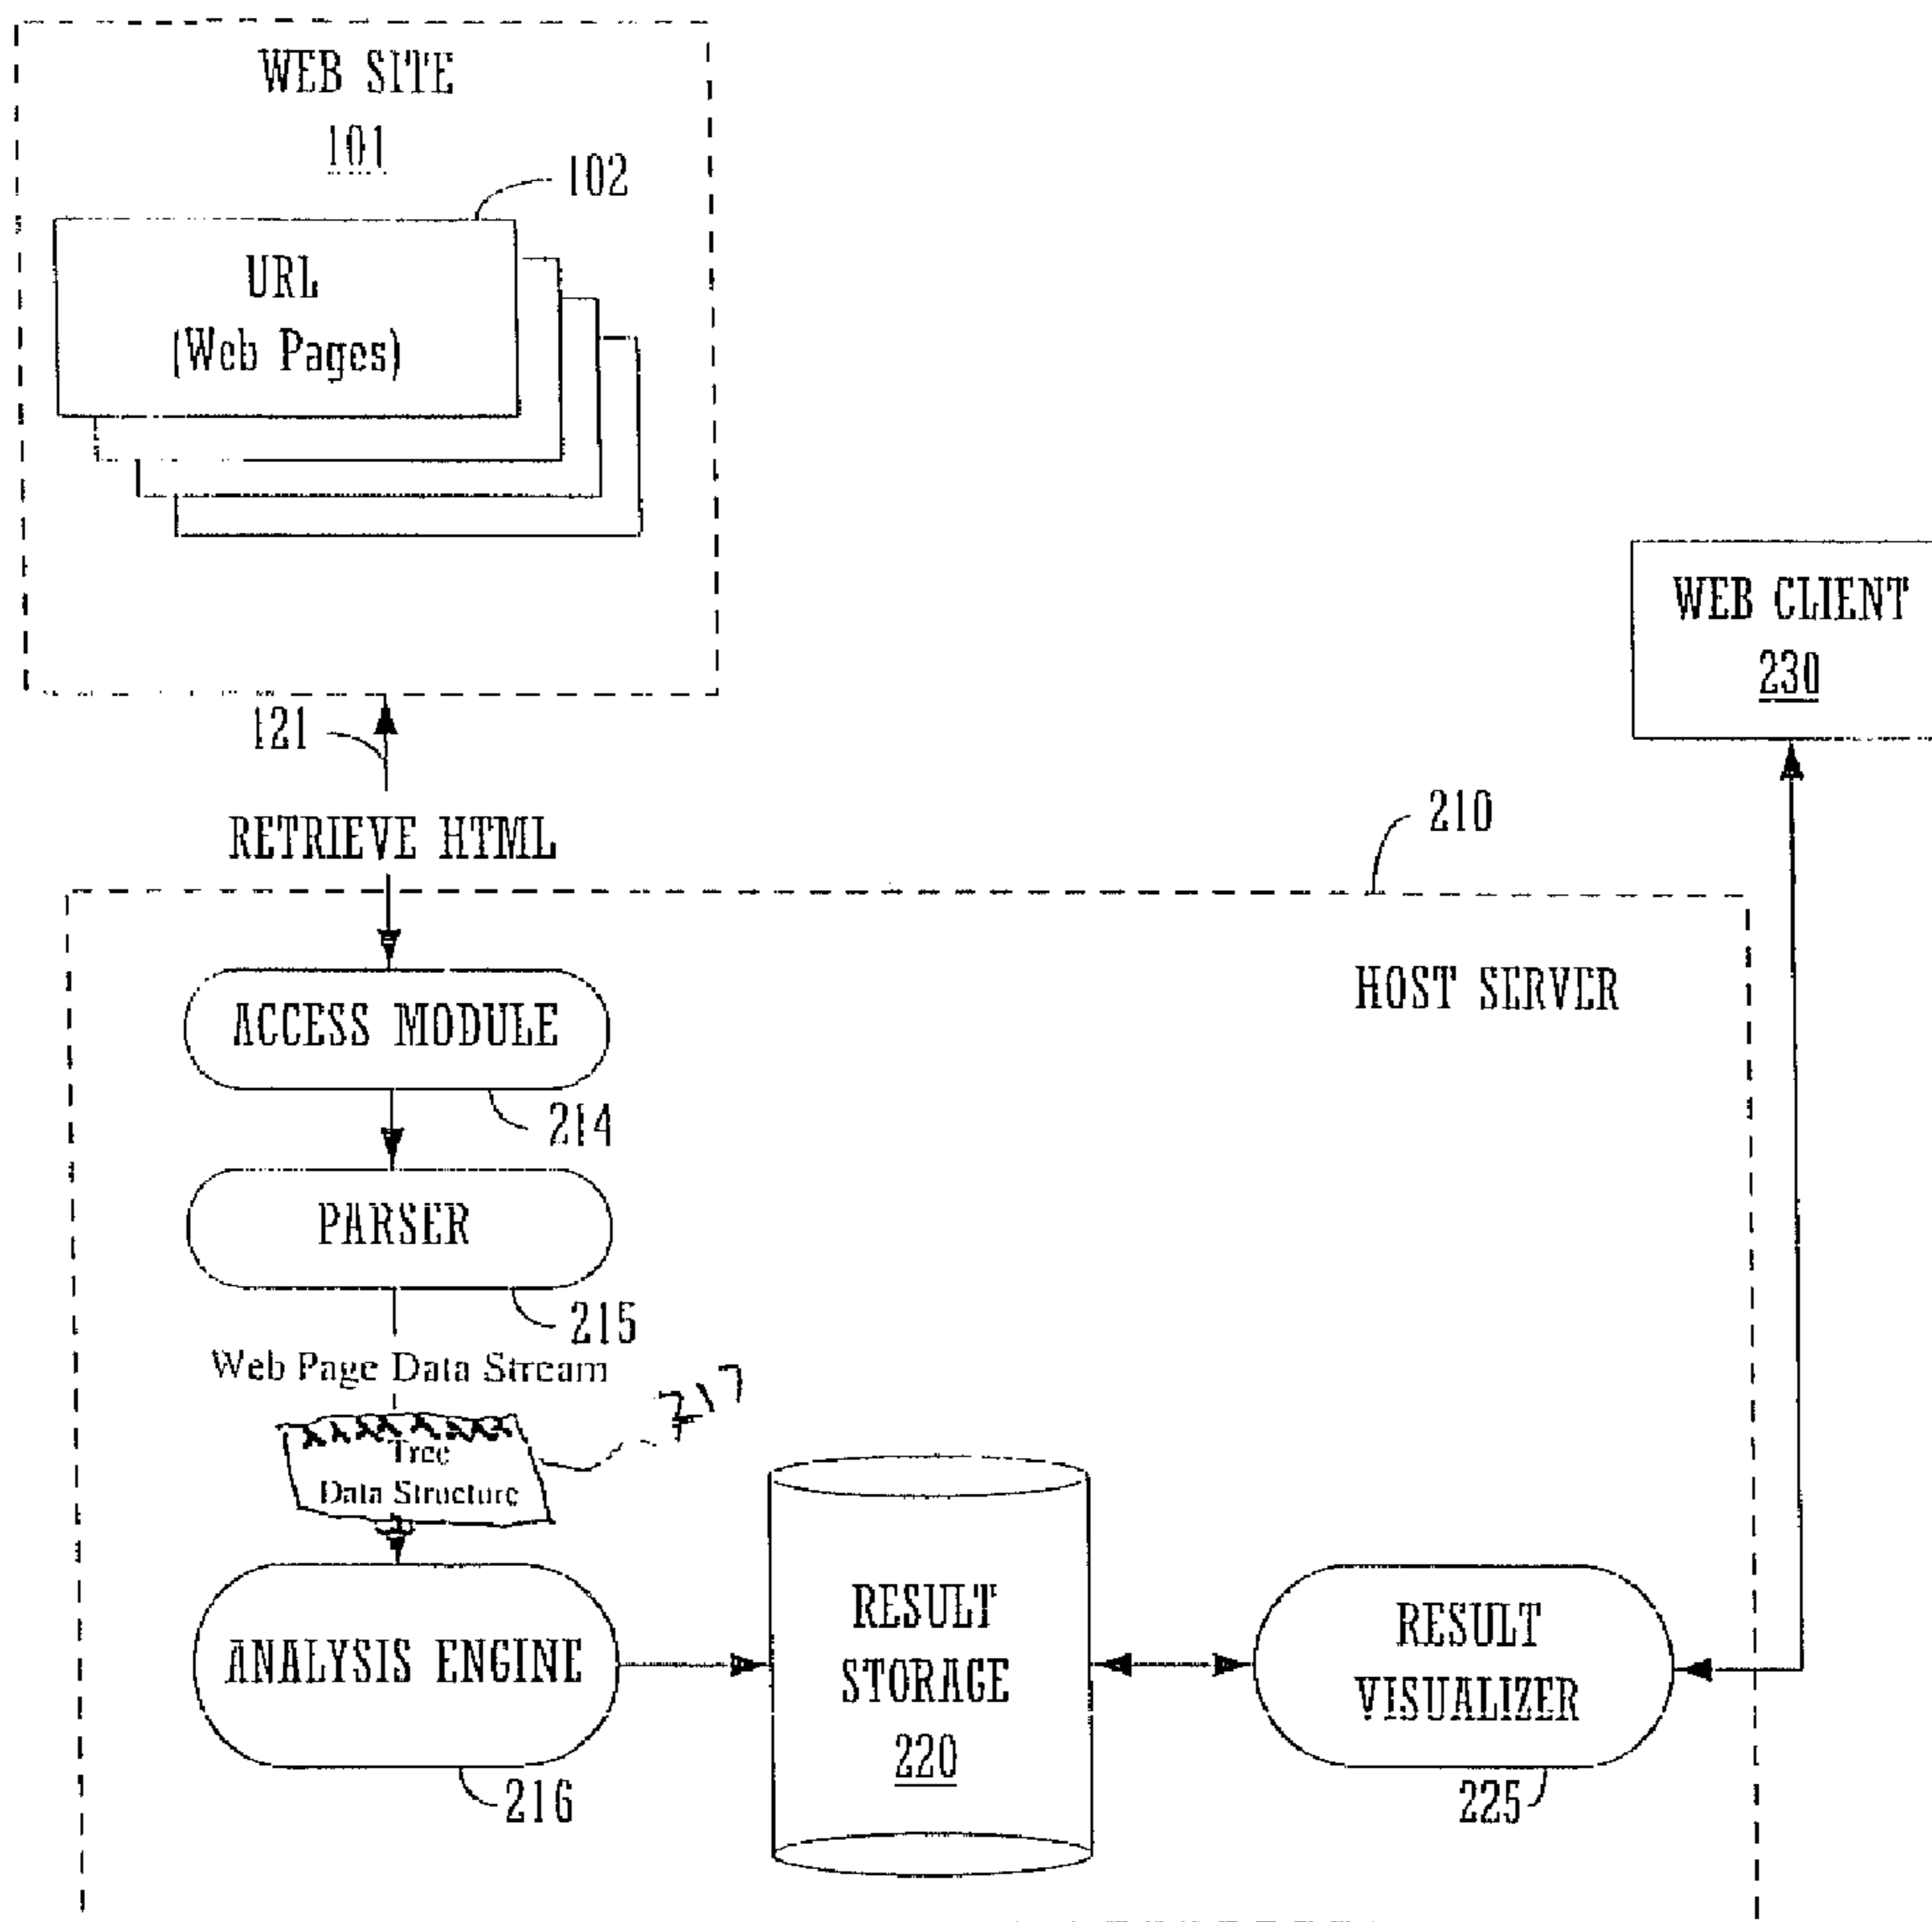 WEB SITE
101
102
URL
(Web Pages)
WEB CLIENT
230
121
RETRIEVE HTML
210
HOST SERVER
ACCESS MODULE
214
PARSER
215
Web Page Data Stream
217
Tree
Data Structure
ANALYSIS ENGINE
216
RESULT
STORAGE
220
RESULT
VISUALIZER
225